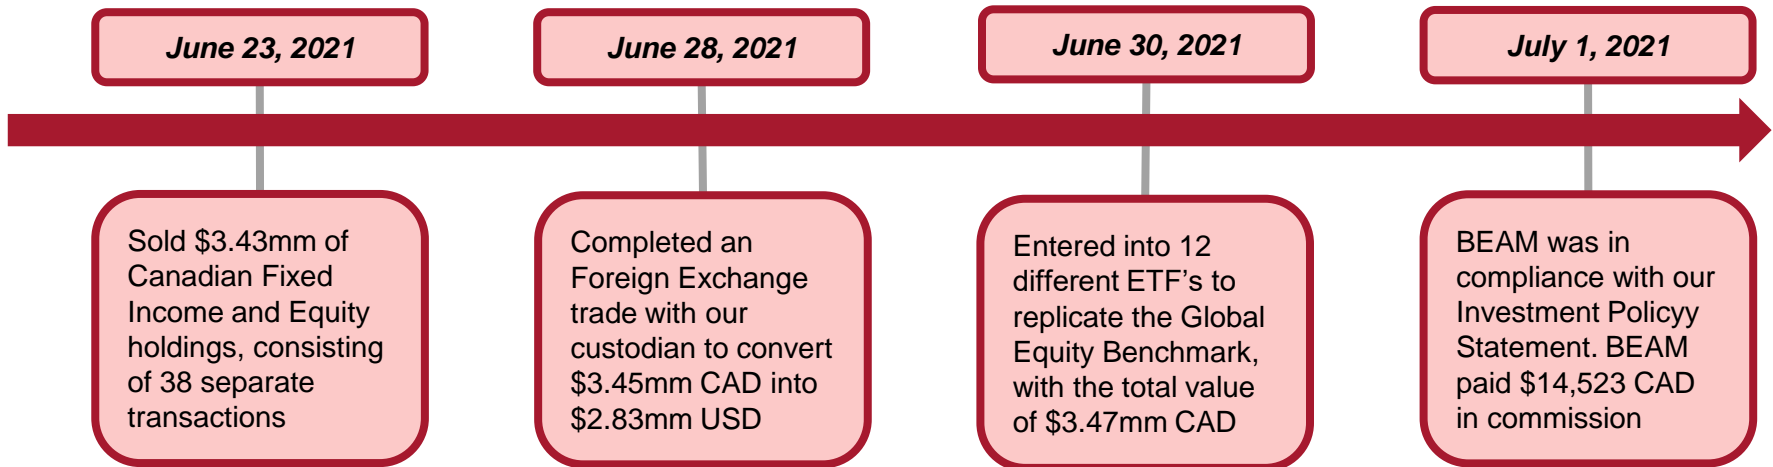 June 23, 2021
June 28, 2021
June 30, 2021
July 1, 2021
Sold $3.43mm of
Canadian Fixed
Income and Equity
holdings, consisting
of 38 separate
transactions
Completed an
Foreign Exchange
trade with our
custodian to convert
$3.45mm CAD into
$2.83mm USD
Entered into 12
different ETF's to
replicate the Global
Equity Benchmark,
with the total value
of $3.47mm CAD
BEAM was in
compliance with our
Investment Policyy
Statement. BEAM
paid $14,523 CAD
in commission